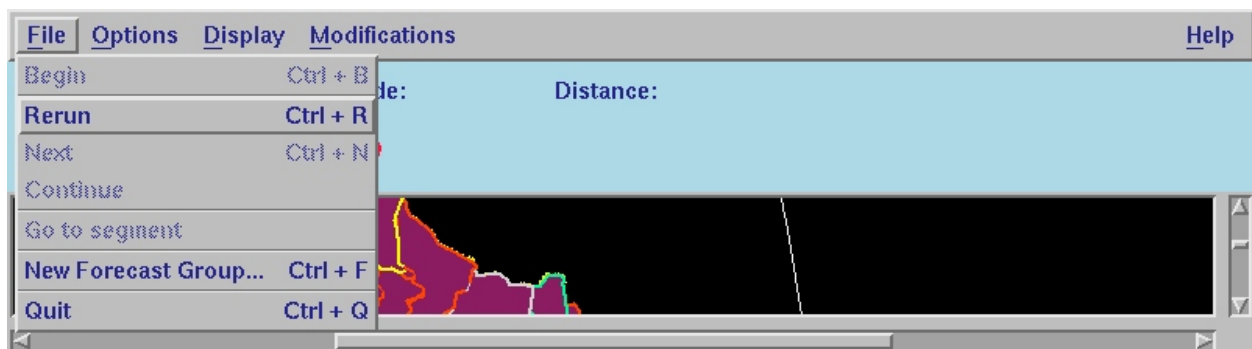 File Options Display Modifications Help
Begin Ctrl + B
de: Distance:
Rerun Ctrl + R
Next Ctrl + N
Continue
Go to segment
New Forecast Group... Ctrl + F
Quit Ctrl + Q